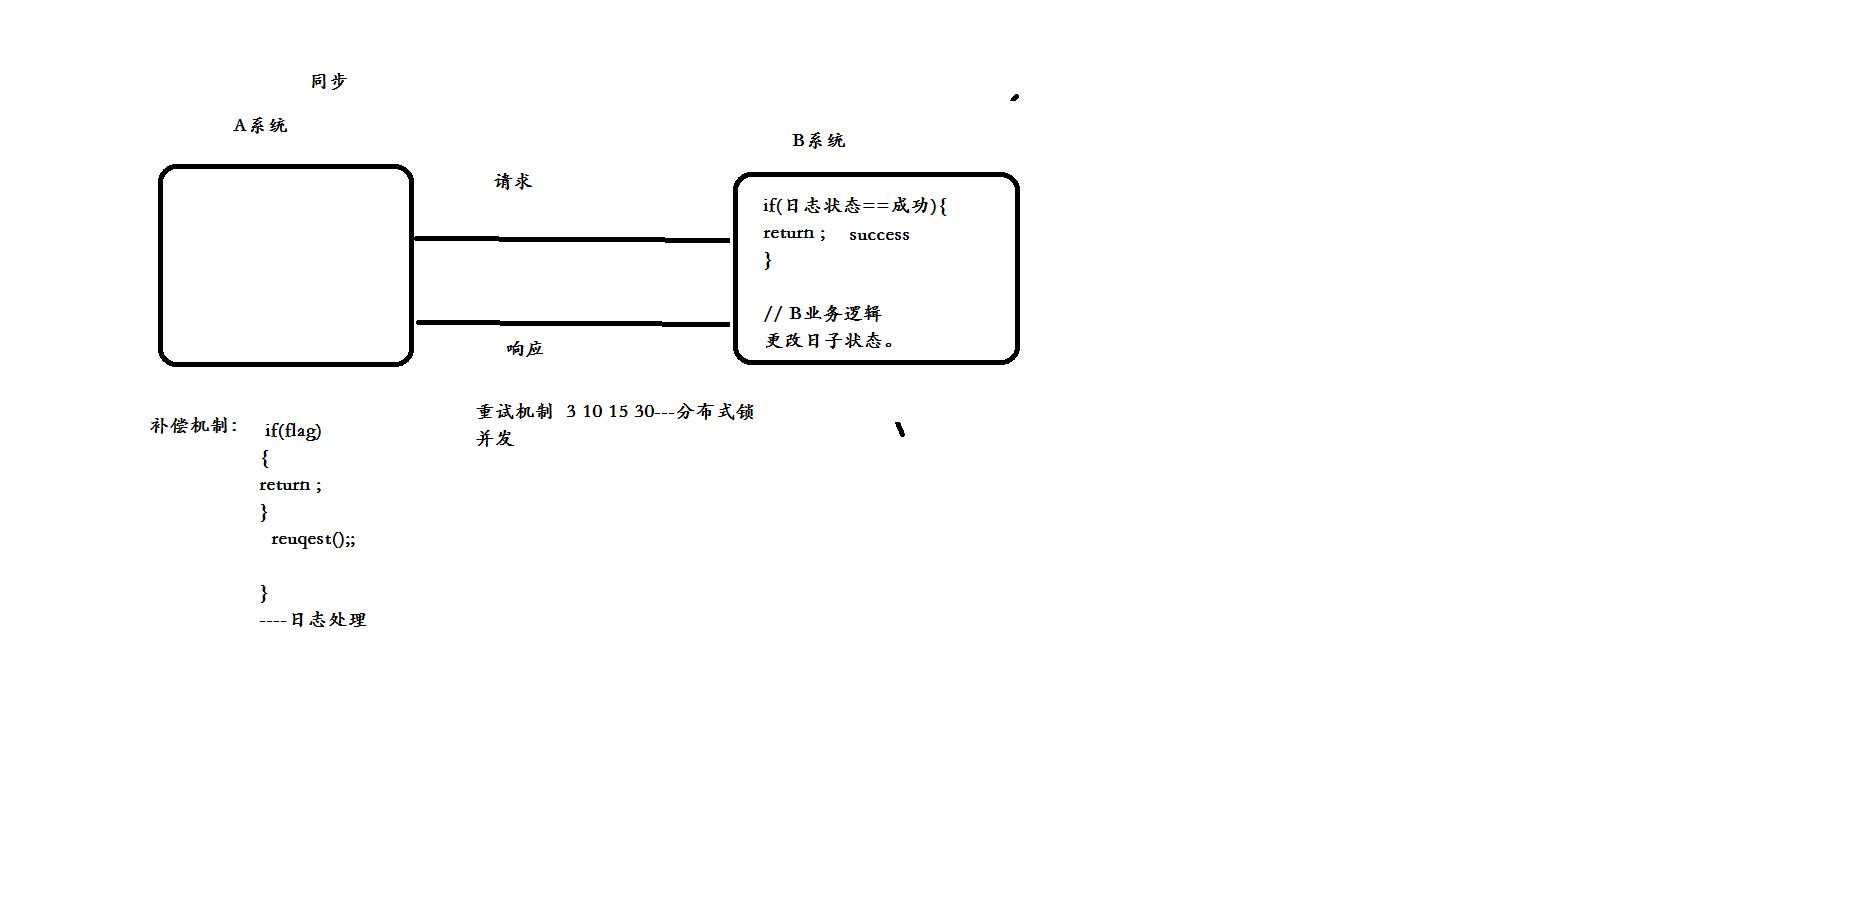 同步
A系统
B系统
请求
if(日志状态==成功){
return ; success
}
// B业务逻辑
更改日子状态。
响应
重试机制 3 10 15 30---分布式锁
并发
补偿机制：
if(flag)
{
return ;
}
reuqest();;
}
----日志处理